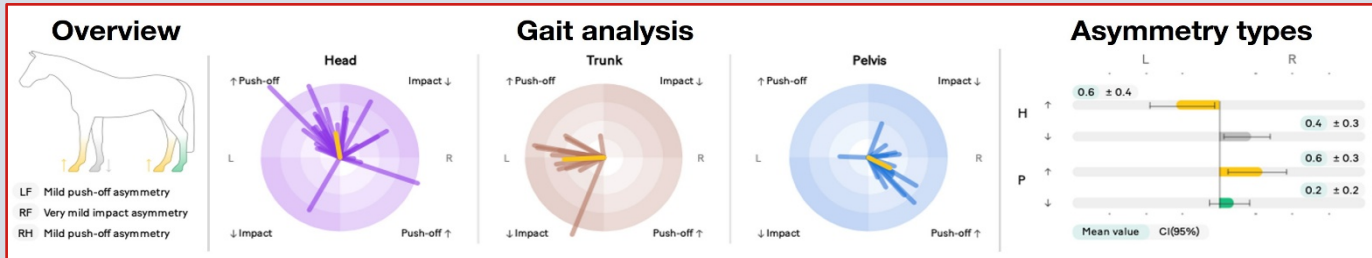 Overview
LF Mild push-off asymmetry
RF Very mild impact asymmetry
RH Mild push-off asymmetry
Gait analysis
Head
↑ Push-off Impact ↓
L R
↓ Impact Push-off ↑
Trunk
↑ Push-off Impact ↓
L R
↓ Impact Push-off ↑
Pelvis
↑ Push-off Impact ↓
L R
↓ Impact Push-off ↑
Asymmetry types
L R
0.6 ± 0.4
H ↑
0.4 ± 0.3
↓
0.6 ± 0.3
P ↑
0.2 ± 0.2
↓
Mean value CI(95%)